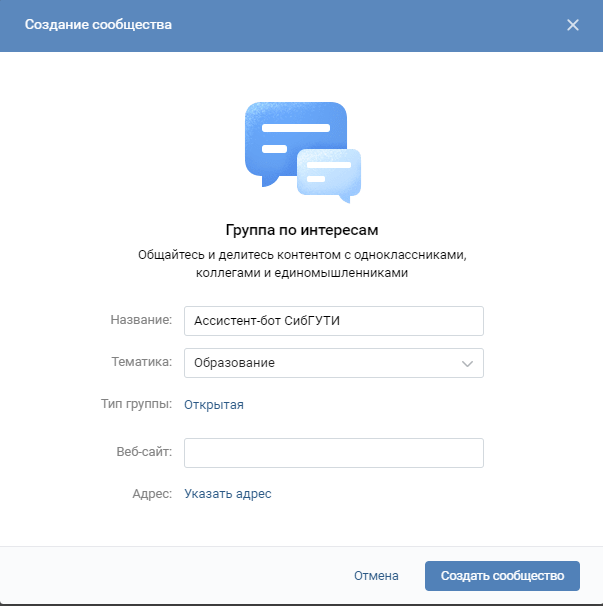 Создание сообщества
Группа по интересам
Общайтесь и делитесь контентом с одноклассниками,
коллегами и единомышленниками
Название: Ассистент-бот СибГУТИ
Тематика: Образование
Тип группы: Открытая
Веб-сайт:
Адрес: Указать адрес
Отмена Создать сообщество